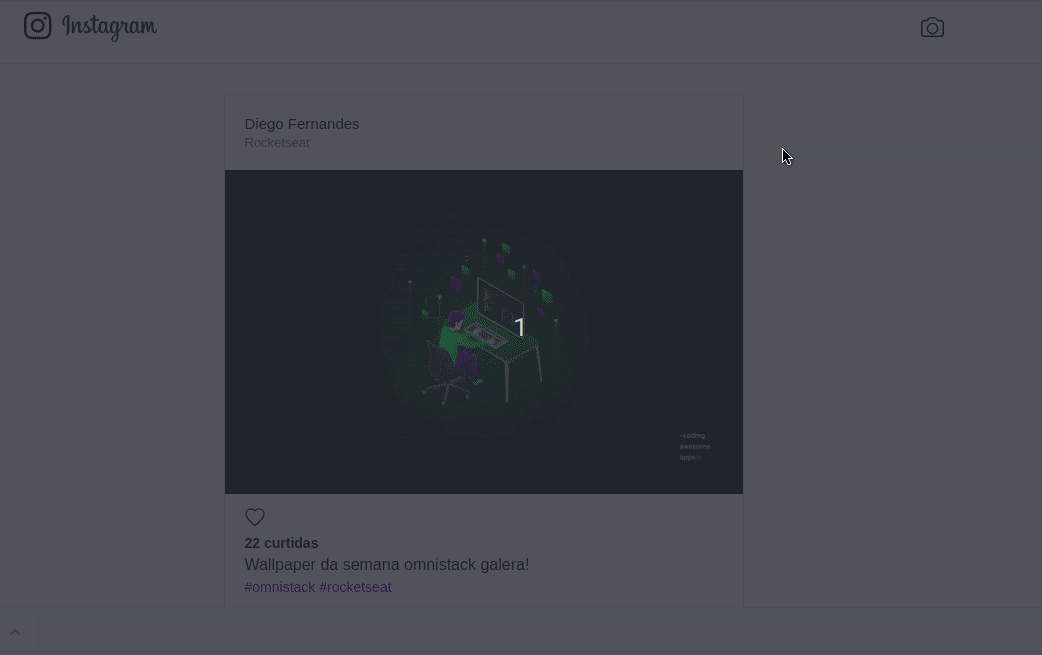 Instagram
Diego Fernandes
Rocketseat
1
~coding
awesome
apps
22 curtidas
Wallpaper da semana omnistack galera!
#omnistack #rocketseat